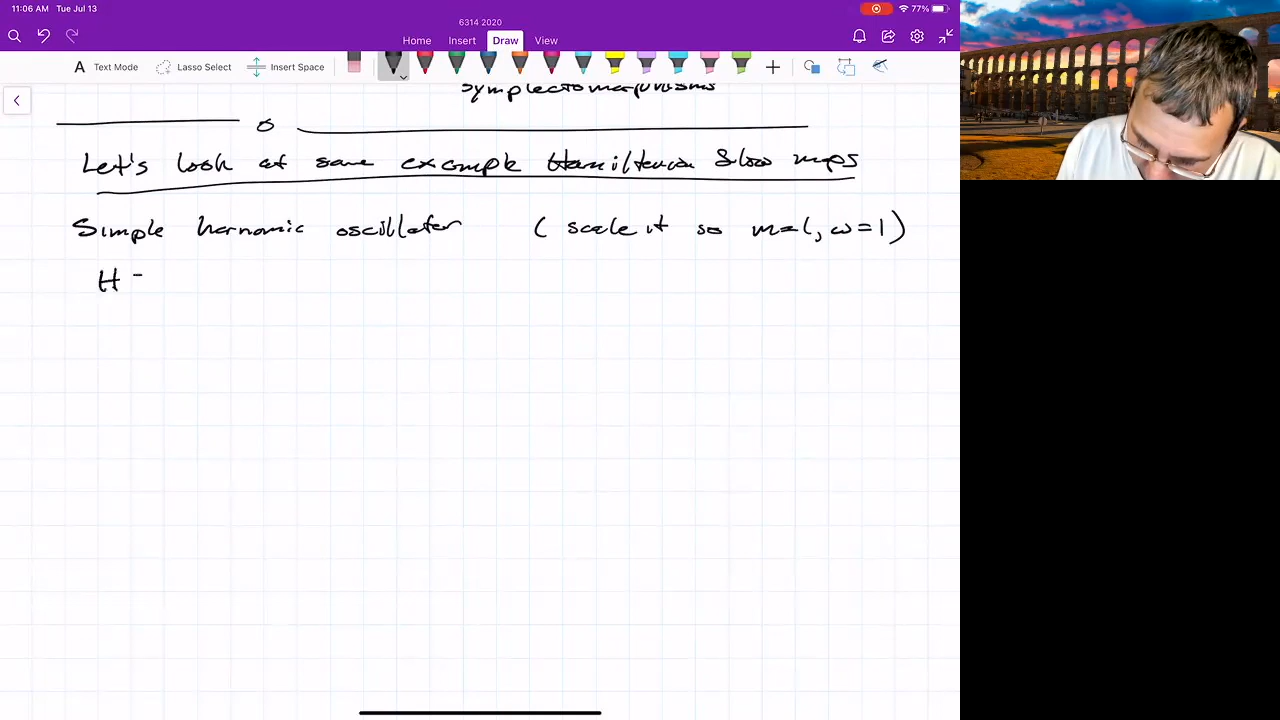 11:06 AM Tue Jul 13
77%
6314 2020
Home Insert Draw View
Text Mode Lasso Select Insert Space
Symplectomorphisms
Let's look at some example Hamiltonian flow maps
Simple harmonic oscillator (scale it so m=1, ω=1)
H =